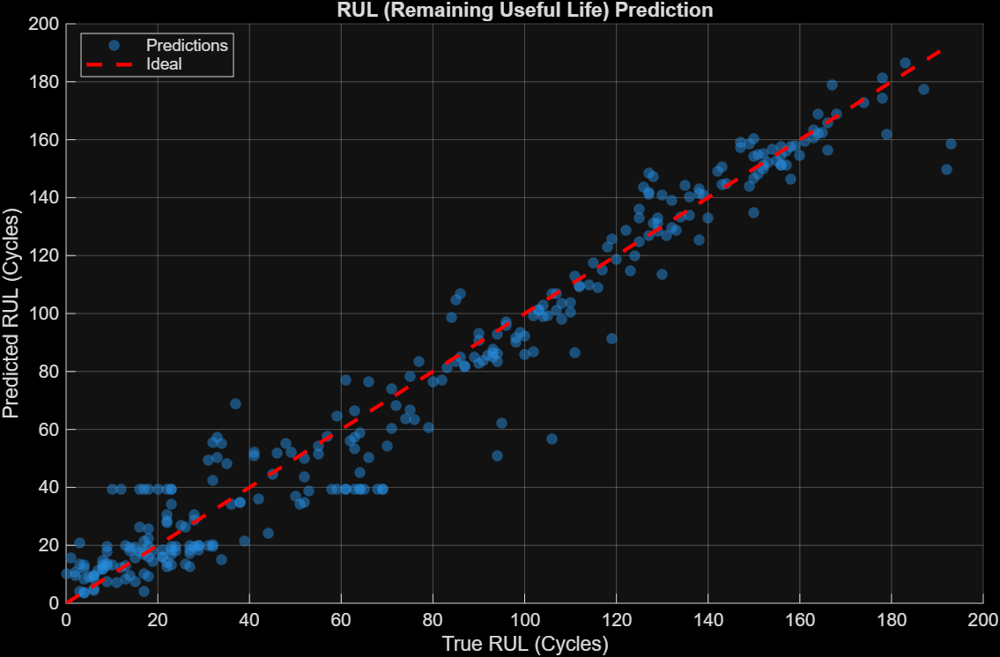 RUL (Remaining Useful Life) Prediction
Predictions
Ideal
200
180
160
140
120
100
80
60
40
20
0
Predicted RUL (Cycles)
0 20 40 60 80 100 120 140 160 180 200
True RUL (Cycles)